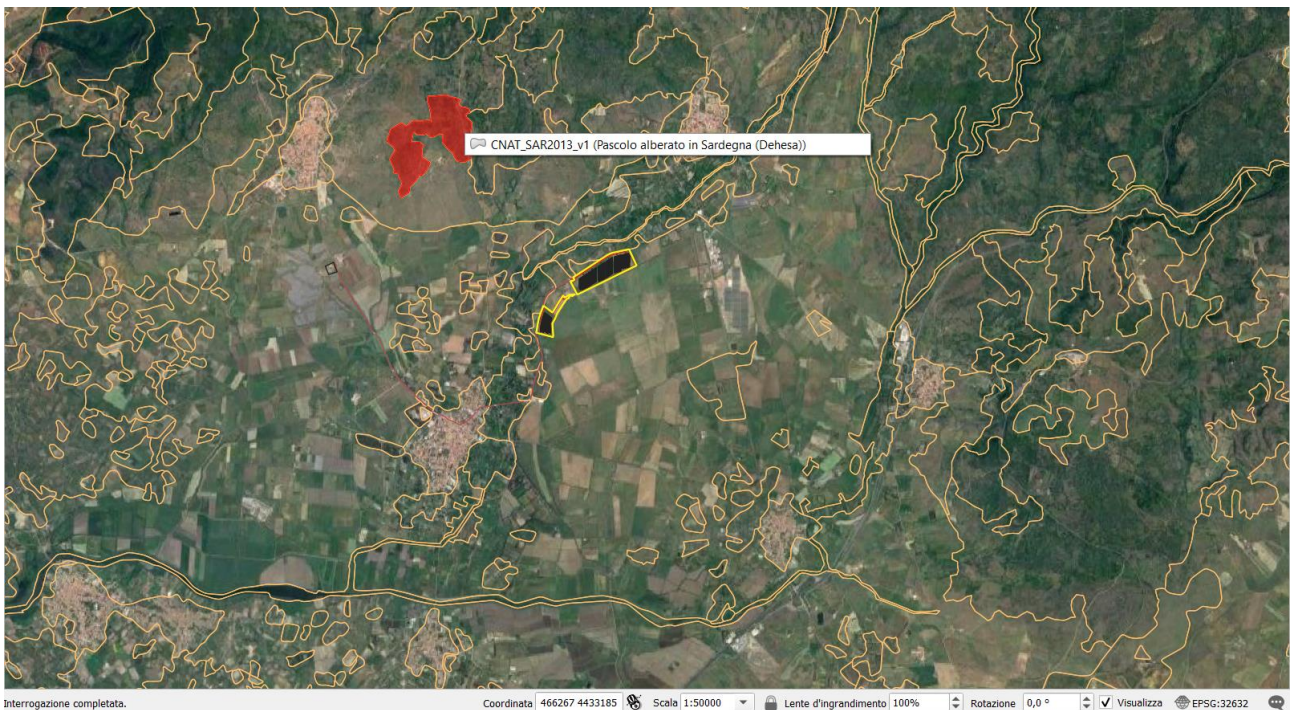 CNAT_SAR2013_v1 (Pascolo alberato in Sardegna (Dehesa))
Interrogazione completata.
Coordinata 466267 4433185 Scala 1:50000 Lente d'ingrandimento 100% Rotazione 0,0 ° Visualizza EPSG:32632